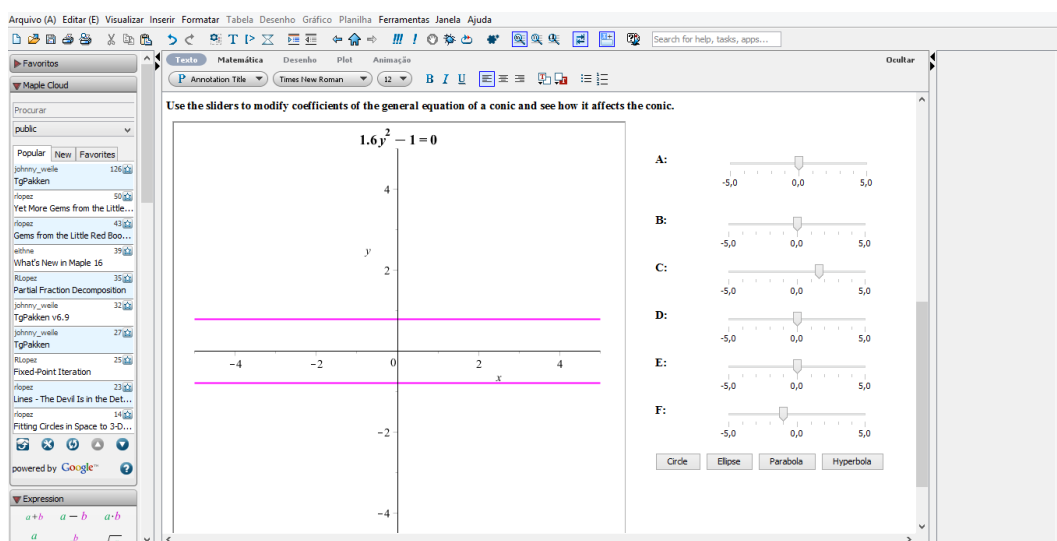 Arquivo (A) Editar (E) Visualizar Inserir Formatar Tabela Desenho Gráfico Planilha Ferramentas Janela Ajuda
Search for help, tasks, apps...
Favoritos
Maple Cloud
Procurar
public
Popular New Favorites
johnny_weile 126
TgPakken
rlopez 50
Yet More Gems from the Little...
rlopez 43
Gems from the Little Red Boo...
eithne 39
What's New in Maple 16
RLopez 35
Partial Fraction Decomposition
johnny_weile 32
TgPakken v6.9
johnny_weile 27
TgPakken
RLopez 25
Fixed-Point Iteration
rlopez 23
Lines - The Devil Is in the Det...
rlopez 14
Fitting Circles in Space to 3-D...
powered by Google™
Expression
a+b a − b a·b
a b
Texto Matemática Desenho Plot Animação Ocultar
P Annotation Title Times New Roman 12 B I U
Use the sliders to modify coefficients of the general equation of a conic and see how it affects the conic.
1.6 y² − 1 = 0
4
y
2
−4 −2 0 2 4
x
−2
−4
A:
-5,0 0,0 5,0
B:
-5,0 0,0 5,0
C:
-5,0 0,0 5,0
D:
-5,0 0,0 5,0
E:
-5,0 0,0 5,0
F:
-5,0 0,0 5,0
Circle Ellipse Parabola Hyperbola